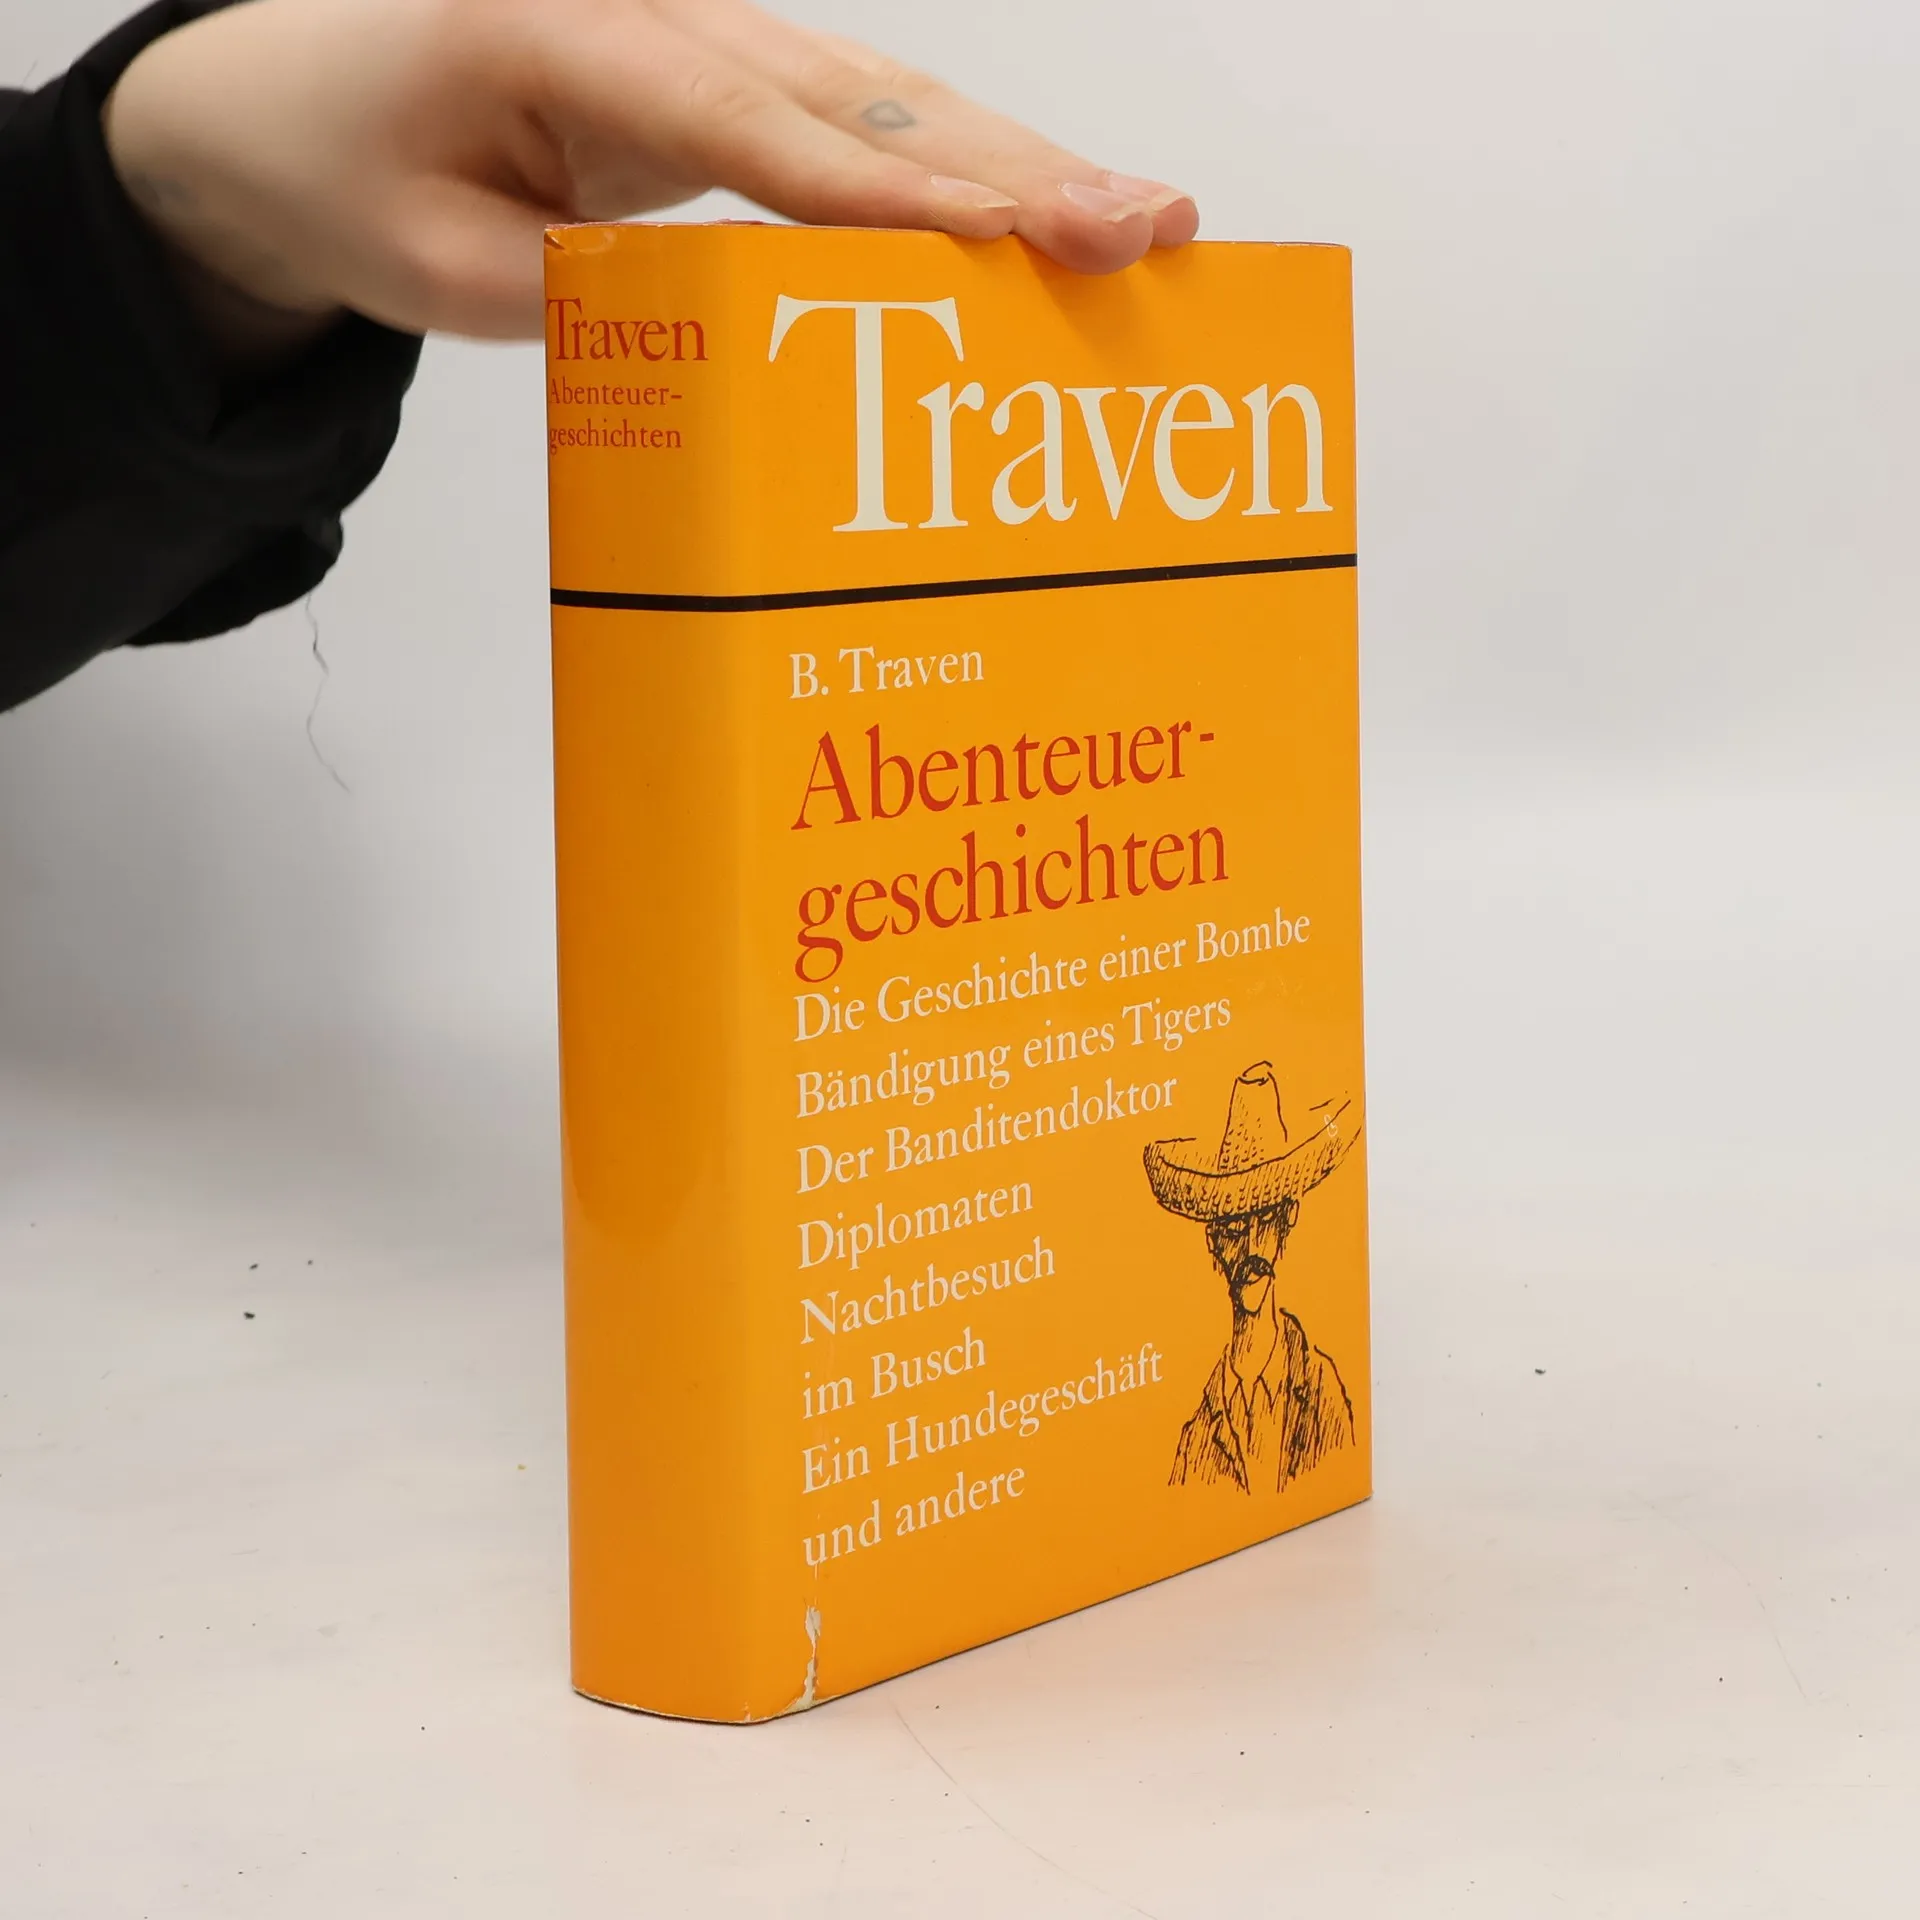 Traven
Abenteuer-
geschichten
Traven
B. Traven
Abenteuer-
geschichten
Die Geschichte einer Bombe
Bändigung eines Tigers
Der Banditendoktor
Diplomaten
Nachtbesuch
im Busch
Ein Hundegeschäft
und andere